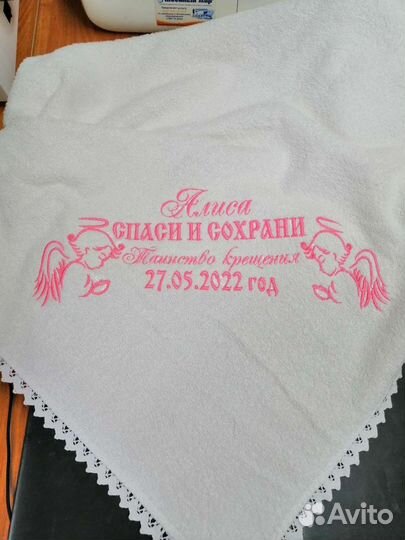 Алиса
СПАСИ И СОХРАНИ
Таинство крещения
27.05.2022 год
Avito